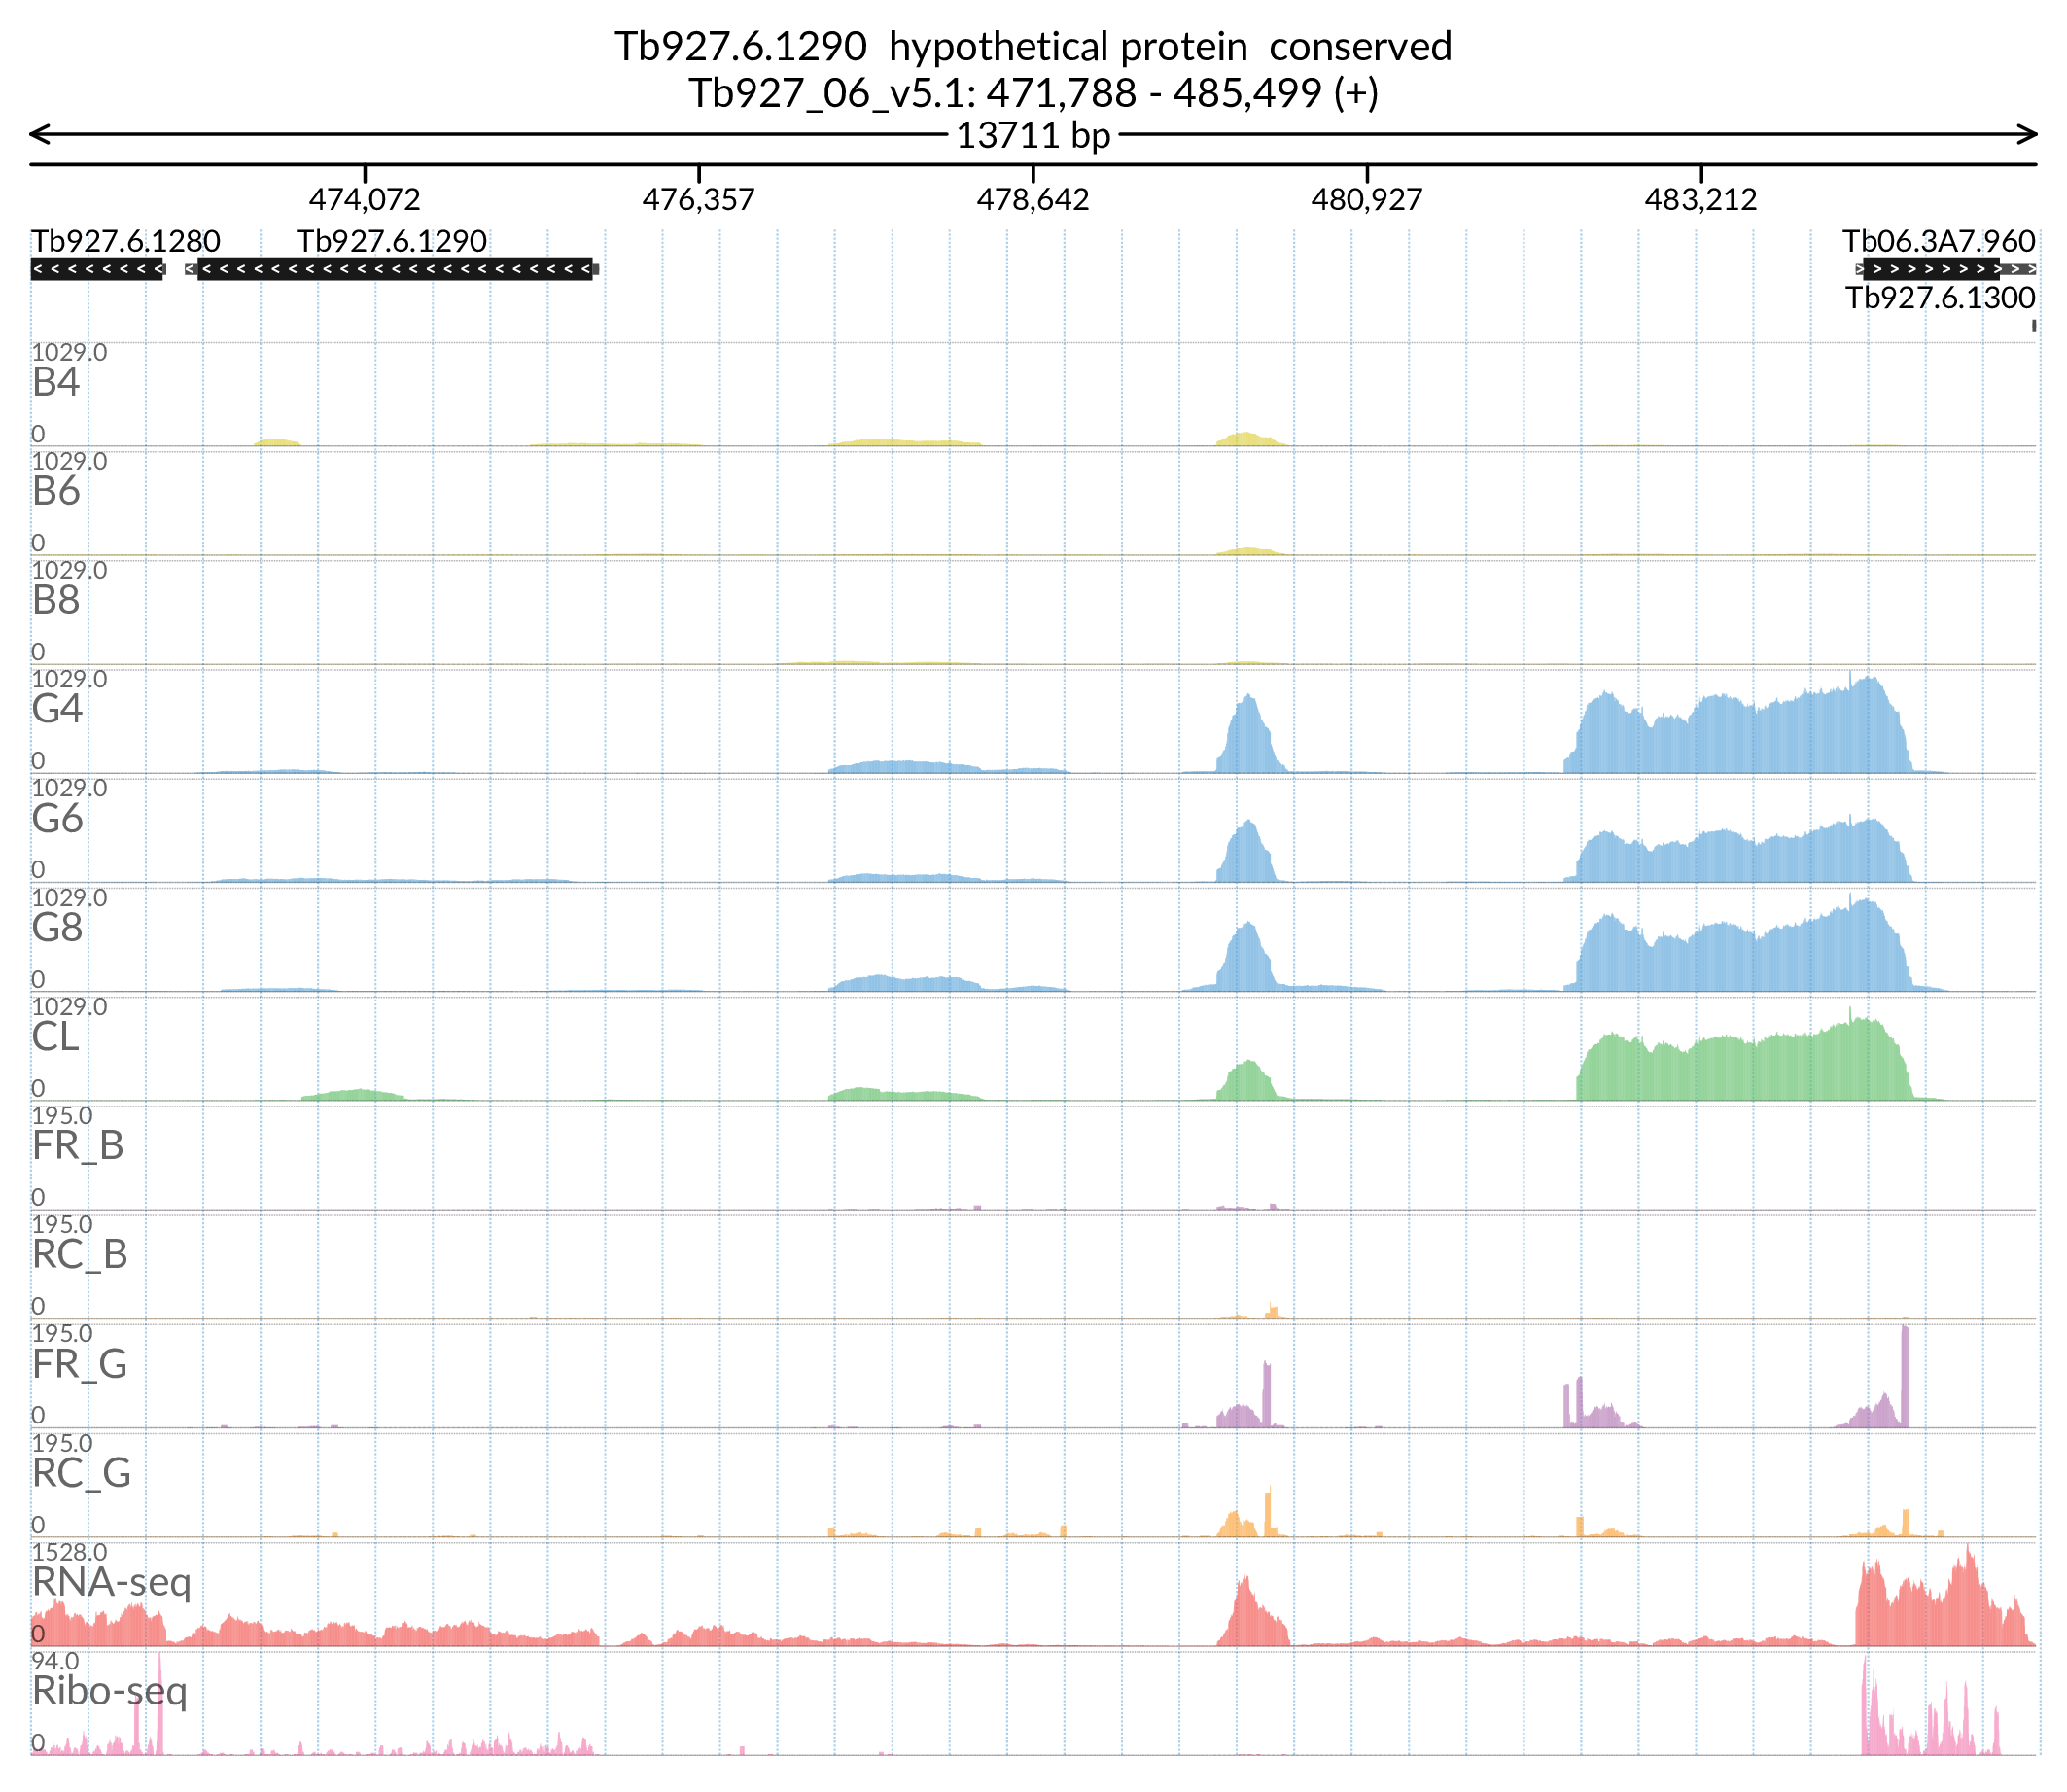 Tb927.6.1290  hypothetical protein  conserved
Tb927_06_v5.1: 471,788 - 485,499 (+)
13711 bp
474,072 476,357 478,642 480,927 483,212
Tb927.6.1280 Tb927.6.1290 Tb06.3A7.960
Tb927.6.1300
1029.0
B4
0
1029.0
B6
0
1029.0
B8
0
1029.0
G4
0
1029.0
G6
0
1029.0
G8
0
1029.0
CL
0
195.0
FR_B
0
195.0
RC_B
0
195.0
FR_G
0
195.0
RC_G
0
1528.0
RNA-seq
0
94.0
Ribo-seq
0